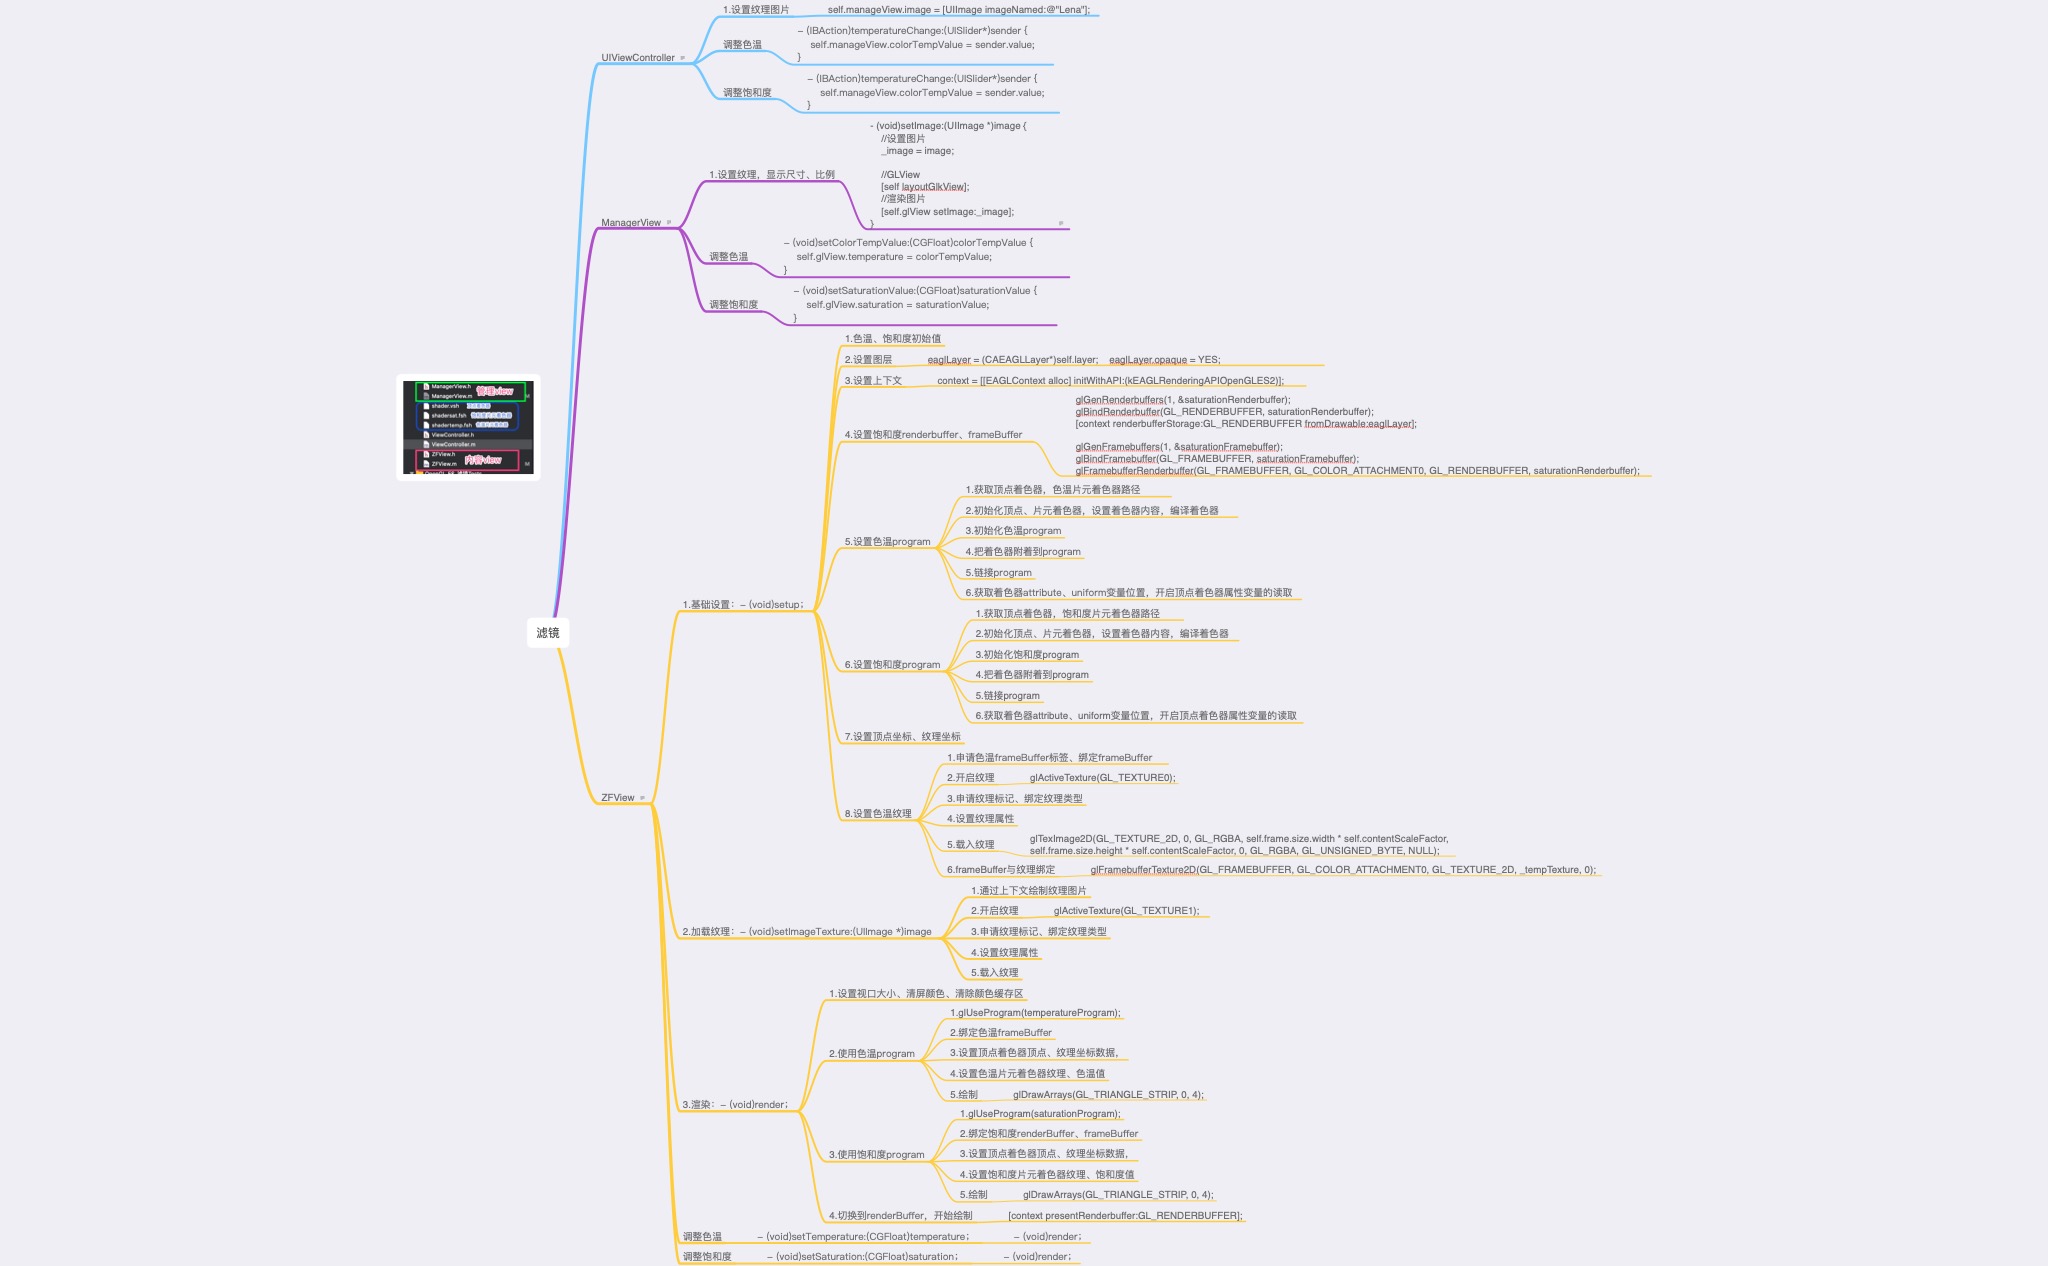 1.设置纹理图片
self.manageView.image = [UIImage imageNamed:@"Lena"];
UIViewController
调整色温
– (IBAction)temperatureChange:(UISlider*)sender {
self.manageView.colorTempValue = sender.value;
}
调整饱和度
– (IBAction)temperatureChange:(UISlider*)sender {
self.manageView.colorTempValue = sender.value;
}
ManagerView
1.设置纹理，显示尺寸、比例
- (void)setImage:(UIImage *)image {
//设置图片
_image = image;
//GLView
[self layoutGlkView];
//渲染图片
[self.glView setImage:_image];
}
调整色温
– (void)setColorTempValue:(CGFloat)colorTempValue {
self.glView.temperature = colorTempValue;
}
调整饱和度
– (void)setSaturationValue:(CGFloat)saturationValue {
self.glView.saturation = saturationValue;
}
ManagerView.h
管理view
ManagerView.m
M
shader.vsh
顶点着色器
shadersat.fsh
饱和度片元着色器
shadertemp.fsh
色温片元着色器
ViewController.h
ViewController.m
ZFView.h
内容view
ZFView.m
M
滤镜
ZFView
1.基础设置：– (void)setup；
1.色温、饱和度初始值
2.设置图层
eaglLayer = (CAEAGLLayer*)self.layer; eaglLayer.opaque = YES;
3.设置上下文
context = [[EAGLContext alloc] initWithAPI:(kEAGLRenderingAPIOpenGLES2)];
4.设置饱和度renderbuffer、frameBuffer
glGenRenderbuffers(1, &saturationRenderbuffer);
glBindRenderbuffer(GL_RENDERBUFFER, saturationRenderbuffer);
[context renderbufferStorage:GL_RENDERBUFFER fromDrawable:eaglLayer];
glGenFramebuffers(1, &saturationFramebuffer);
glBindFramebuffer(GL_FRAMEBUFFER, saturationFramebuffer);
glFramebufferRenderbuffer(GL_FRAMEBUFFER, GL_COLOR_ATTACHMENT0, GL_RENDERBUFFER, saturationRenderbuffer);
5.设置色温program
1.获取顶点着色器，色温片元着色器路径
2.初始化顶点、片元着色器，设置着色器内容，编译着色器
3.初始化色温program
4.把着色器附着到program
5.链接program
6.获取着色器attribute、uniform变量位置，开启顶点着色器属性变量的读取
6.设置饱和度program
1.获取顶点着色器，饱和度片元着色器路径
2.初始化顶点、片元着色器，设置着色器内容，编译着色器
3.初始化饱和度program
4.把着色器附着到program
5.链接program
6.获取着色器attribute、uniform变量位置，开启顶点着色器属性变量的读取
7.设置顶点坐标、纹理坐标
8.设置色温纹理
1.申请色温frameBuffer标签、绑定frameBuffer
2.开启纹理
glActiveTexture(GL_TEXTURE0);
3.申请纹理标记、绑定纹理类型
4.设置纹理属性
5.载入纹理
glTexImage2D(GL_TEXTURE_2D, 0, GL_RGBA, self.frame.size.width * self.contentScaleFactor,
self.frame.size.height * self.contentScaleFactor, 0, GL_RGBA, GL_UNSIGNED_BYTE, NULL);
6.frameBuffer与纹理绑定
glFramebufferTexture2D(GL_FRAMEBUFFER, GL_COLOR_ATTACHMENT0, GL_TEXTURE_2D, _tempTexture, 0);
2.加载纹理：– (void)setImageTexture:(UIImage *)image
1.通过上下文绘制纹理图片
2.开启纹理
glActiveTexture(GL_TEXTURE1);
3.申请纹理标记、绑定纹理类型
4.设置纹理属性
5.载入纹理
3.渲染：– (void)render；
1.设置视口大小、清屏颜色、清除颜色缓存区
2.使用色温program
1.glUseProgram(temperatureProgram);
2.绑定色温frameBuffer
3.设置顶点着色器顶点、纹理坐标数据，
4.设置色温片元着色器纹理、色温值
5.绘制
glDrawArrays(GL_TRIANGLE_STRIP, 0, 4);
3.使用饱和度program
1.glUseProgram(saturationProgram);
2.绑定饱和度renderBuffer、frameBuffer
3.设置顶点着色器顶点、纹理坐标数据，
4.设置饱和度片元着色器纹理、饱和度值
5.绘制
glDrawArrays(GL_TRIANGLE_STRIP, 0, 4);
4.切换到renderBuffer，开始绘制
[context presentRenderbuffer:GL_RENDERBUFFER];
调整色温
– (void)setTemperature:(CGFloat)temperature；
– (void)render；
调整饱和度
– (void)setSaturation:(CGFloat)saturation；
– (void)render；